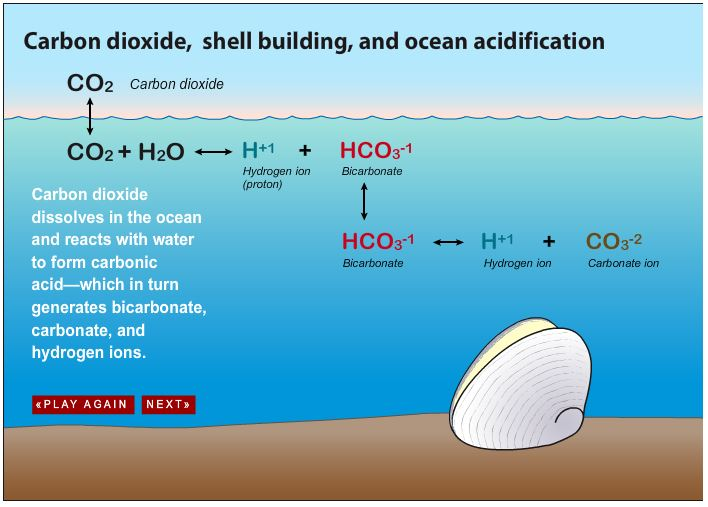 Carbon dioxide, shell building, and ocean acidification
CO2 Carbon dioxide
CO2 + H2O H+1 + HCO3-1
Hydrogen ion
(proton)
Bicarbonate
Carbon dioxide
dissolves in the ocean
and reacts with water
to form carbonic
acid—which in turn
generates bicarbonate,
carbonate, and
hydrogen ions.
HCO3-1 H+1 + CO3-2
Bicarbonate Hydrogen ion Carbonate ion
«PLAY AGAIN NEXT»